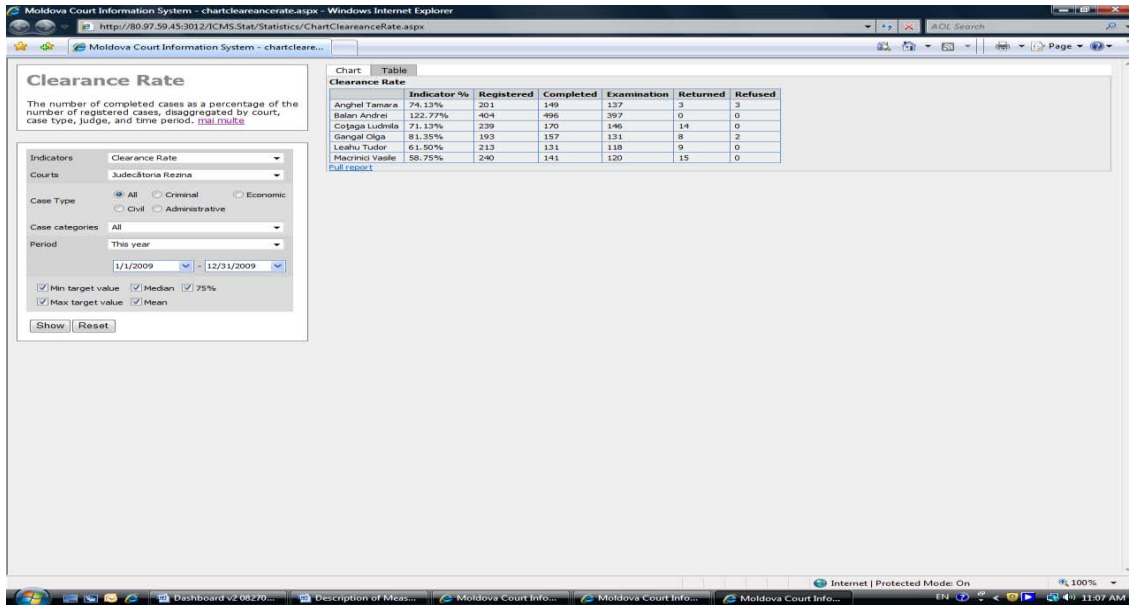 Moldova Court Information System - chartcleareancerate.aspx - Windows Internet Explorer
http://80.97.59.45:3012/ICMS.Stat/Statistics/ChartCleareanceRate.aspx
AOL Search
Moldova Court Information System - chartcleare...
Page
Clearance Rate
The number of completed cases as a percentage of the
number of registered cases, disaggregated by court,
case type, judge, and time period. mai multe
Indicators Clearance Rate
Courts Judecătoria Rezina
Case Type All Criminal Economic
Civil Administrative
Case categories All
Period This year
1/1/2009 - 12/31/2009
Min target value Median 75%
Max target value Mean
Show Reset
Chart Table
Clearance Rate
Indicator % Registered Completed Examination Returned Refused
Anghel Tamara 74.13% 201 149 137 3 3
Balan Andrei 122.77% 404 496 397 0 0
Coţaga Ludmila 71.13% 239 170 146 14 0
Gangal Olga 81.35% 193 157 131 8 2
Leahu Tudor 61.50% 213 131 118 9 0
Macrinici Vasile 58.75% 240 141 120 15 0
Full report
Internet | Protected Mode: On 100%
Dashboard v2 08270... Description of Meas... Moldova Court Info... Moldova Court Info... Moldova Court Info... EN 11:07 AM